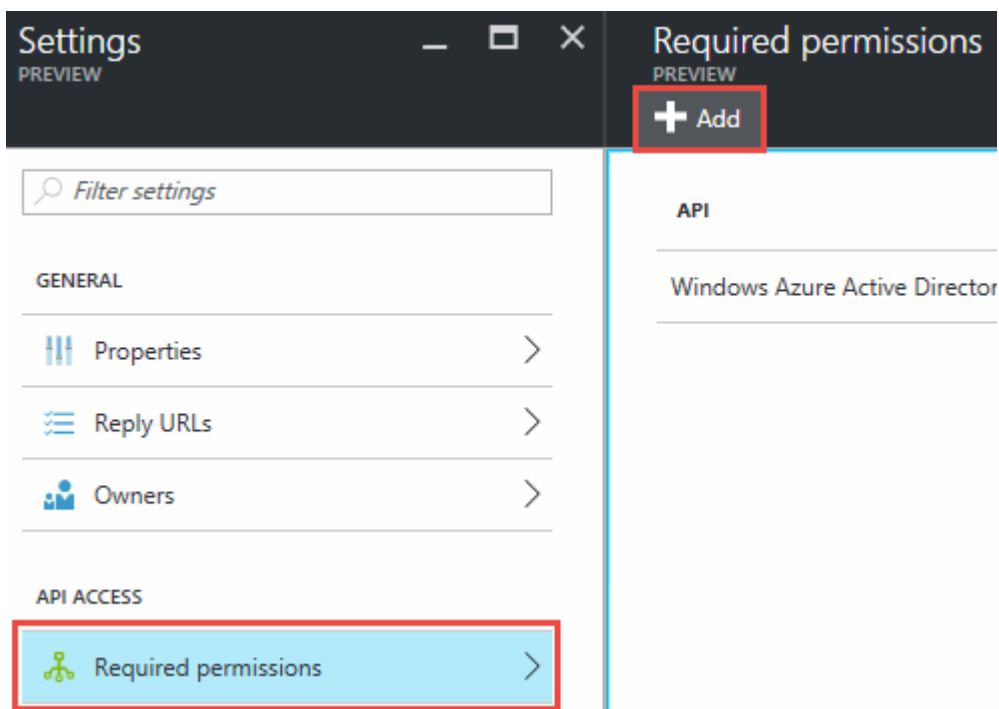 Settings
PREVIEW
Filter settings
GENERAL
Properties
Reply URLs
Owners
API ACCESS
Required permissions
Required permissions
PREVIEW
Add
API
Windows Azure Active Director